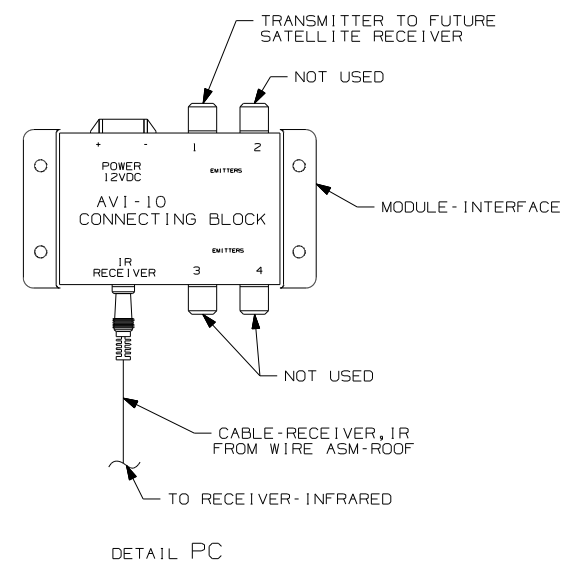 TRANSMITTER TO FUTURE
SATELLITE RECEIVER
NOT USED
+ -
1 2
POWER
12VDC
EMITTERS
AVI-10
CONNECTING BLOCK
MODULE-INTERFACE
EMITTERS
IR
RECEIVER
3 4
NOT USED
CABLE-RECEIVER,IR
FROM WIRE ASM-ROOF
TO RECEIVER-INFRARED
DETAIL PC